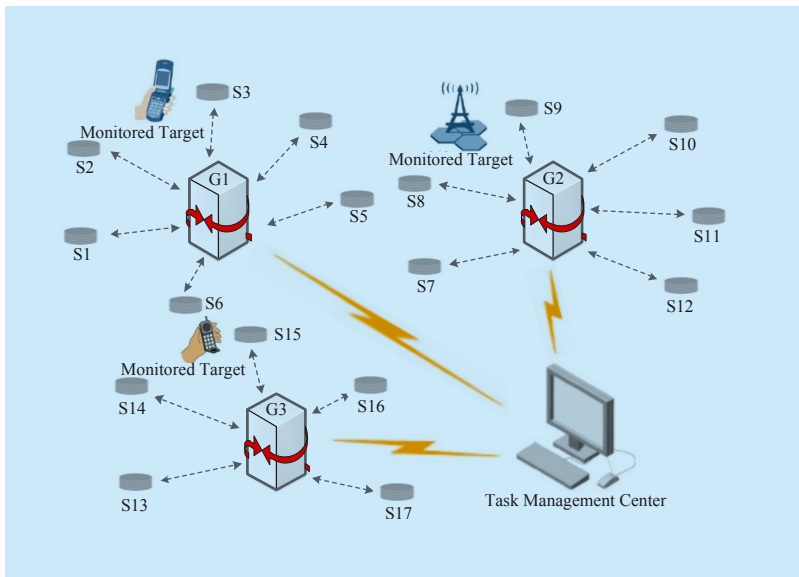 S3
Monitored Target
S4
S2
G1
S5
S1
S6
S9
S10
Monitored Target
G2
S8
S11
S7
S12
S15
Monitored Target
S14
S16
G3
S13
S17
Task Management Center